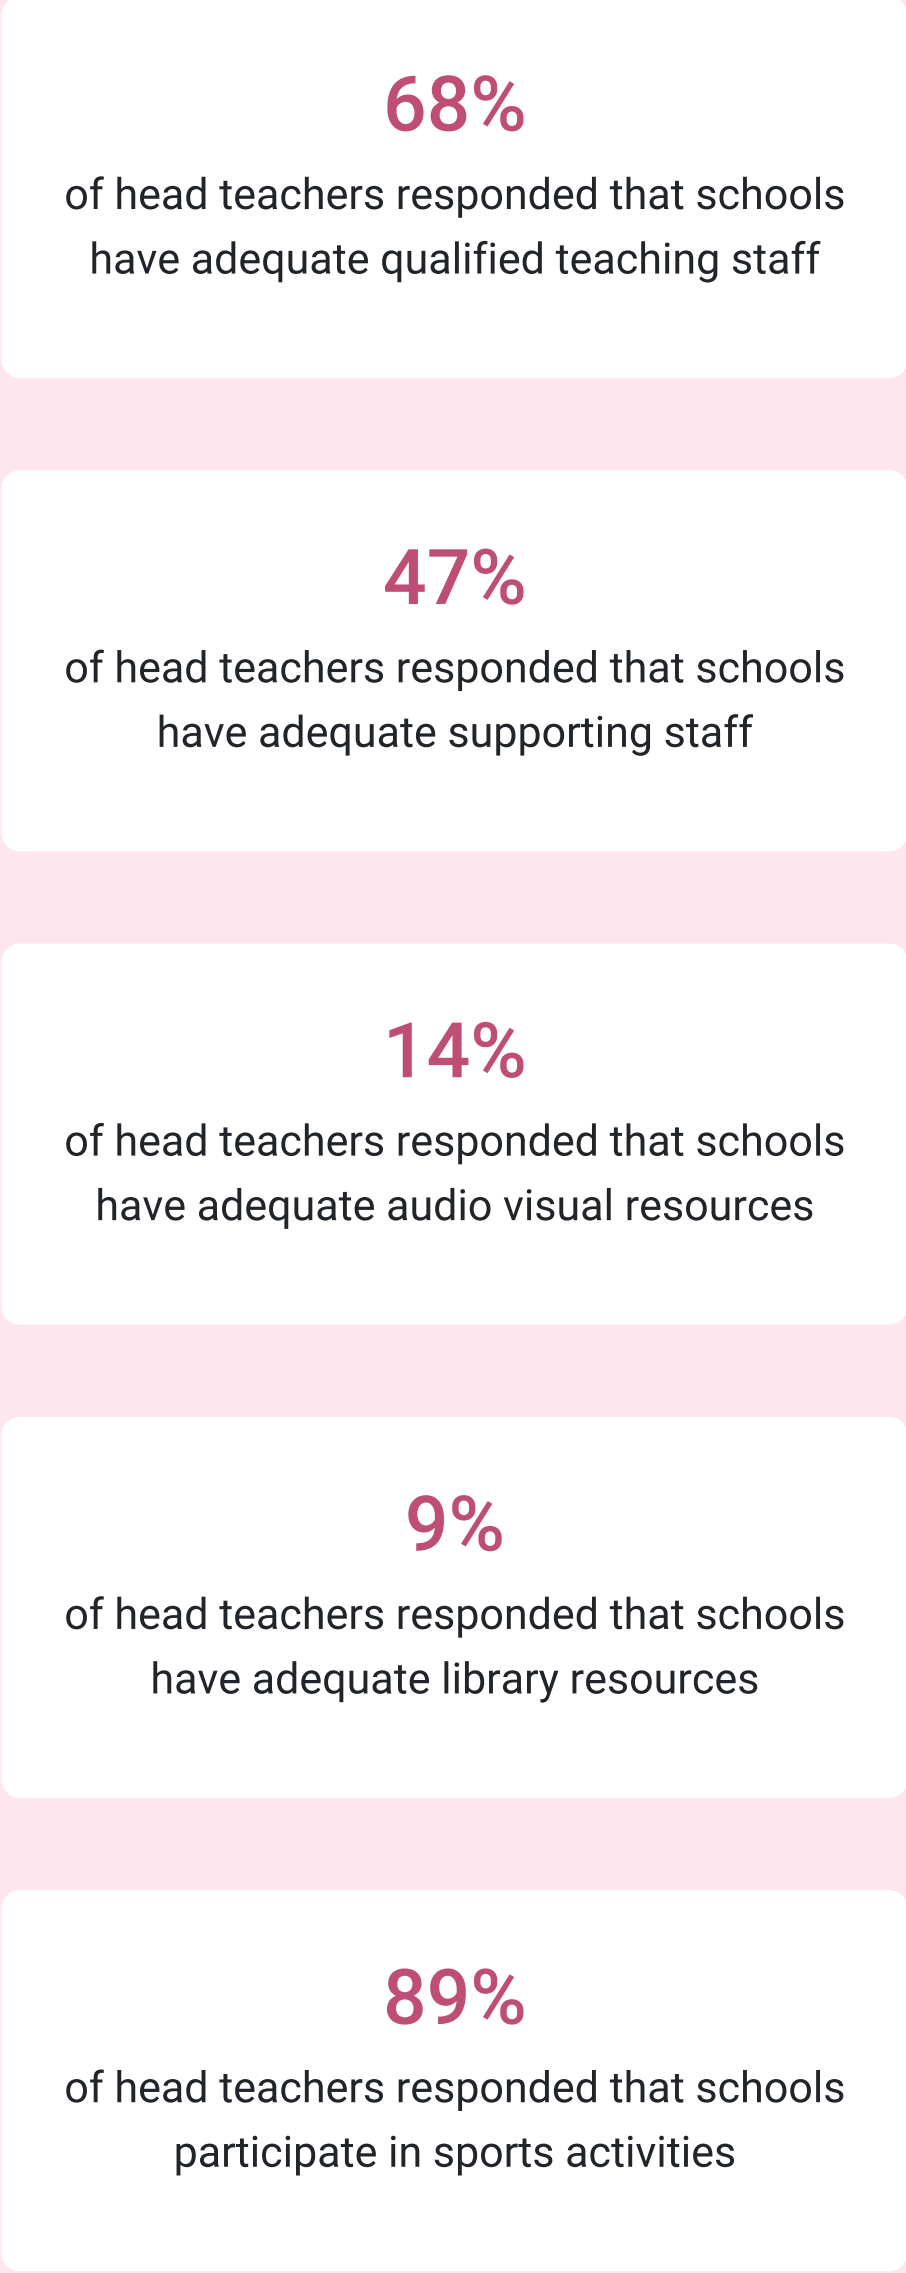 68%
of head teachers responded that schools
have adequate qualified teaching staff
47%
of head teachers responded that schools
have adequate supporting staff
14%
of head teachers responded that schools
have adequate audio visual resources
9%
of head teachers responded that schools
have adequate library resources
89%
of head teachers responded that schools
participate in sports activities